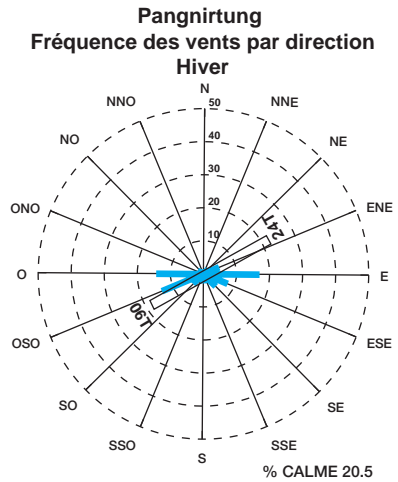 Pangnirtung
Fréquence des vents par direction
Hiver
N
NNO
NNE
50
NO
NE
40
30
20
ONO
ENE
10
24T
O
E
06T
OSO
ESE
SO
SE
SSO
SSE
S
% CALME 20.5